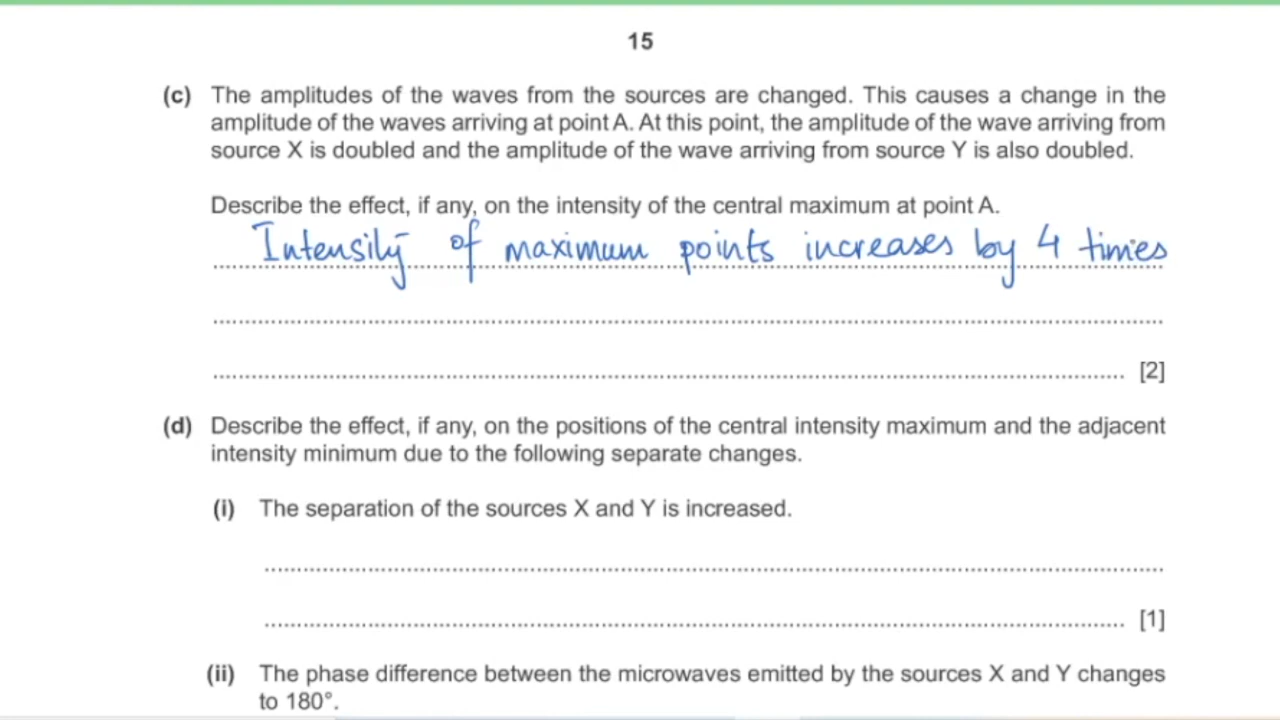 15
(c) The amplitudes of the waves from the sources are changed. This causes a change in the
amplitude of the waves arriving at point A. At this point, the amplitude of the wave arriving from
source X is doubled and the amplitude of the wave arriving from source Y is also doubled.
Describe the effect, if any, on the intensity of the central maximum at point A.
Intensity of maximum points increases by 4 times
[2]
(d) Describe the effect, if any, on the positions of the central intensity maximum and the adjacent
intensity minimum due to the following separate changes.
(i) The separation of the sources X and Y is increased.
[1]
(ii) The phase difference between the microwaves emitted by the sources X and Y changes
to 180°.